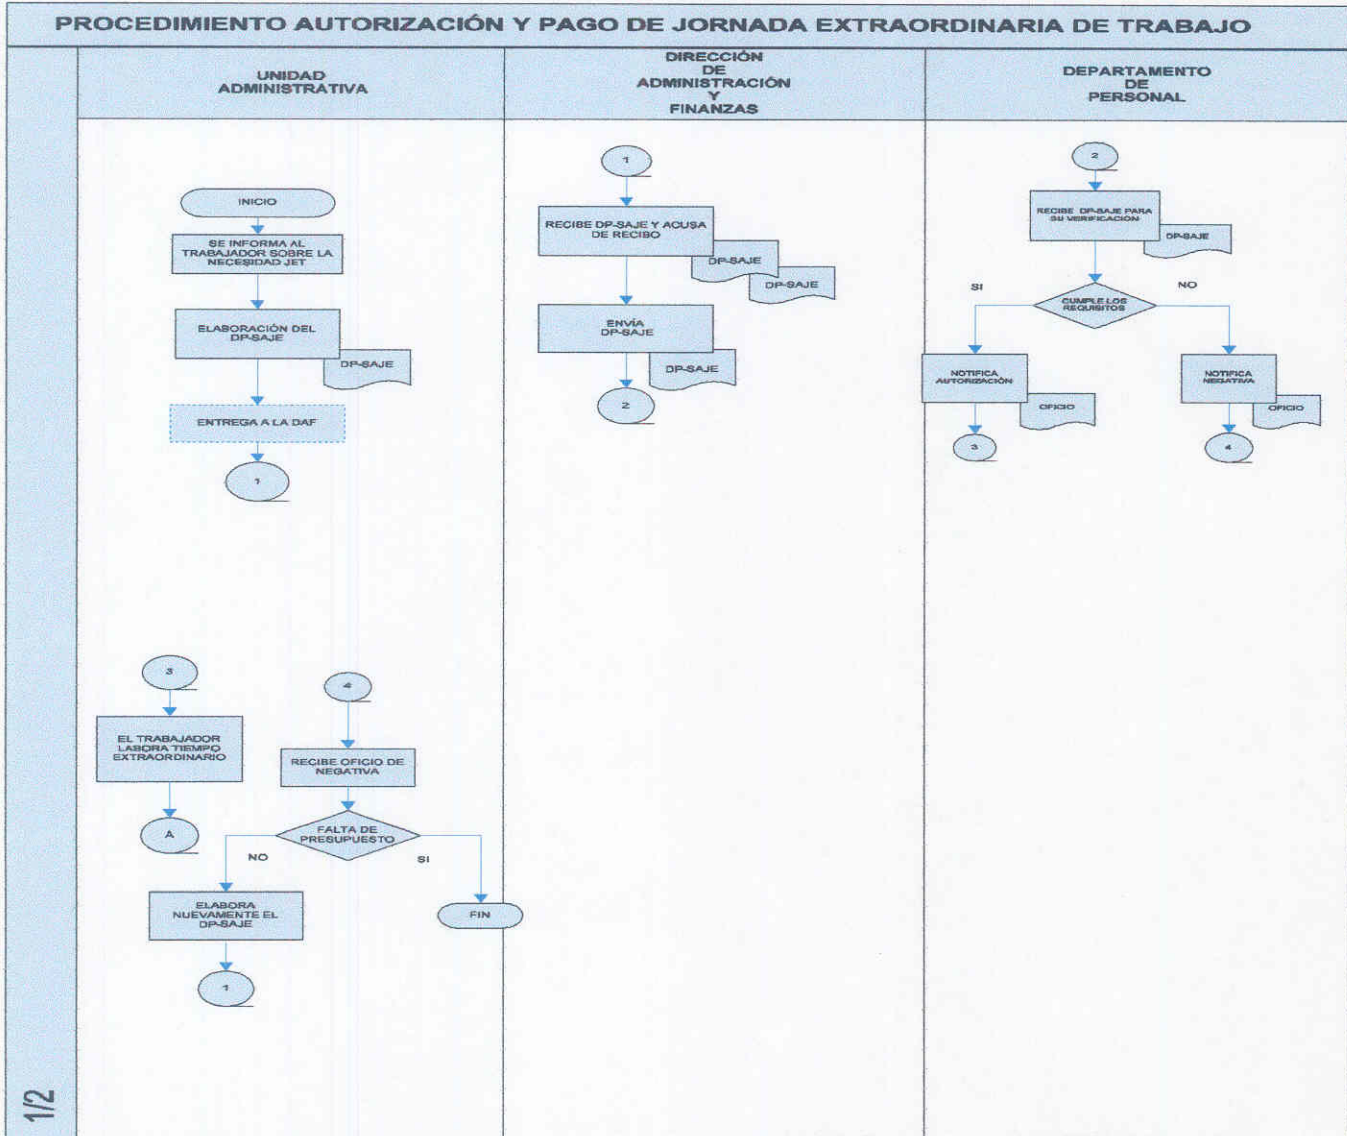 PROCEDIMIENTO AUTORIZACIÓN Y PAGO DE JORNADA EXTRAORDINARIA DE TRABAJO
UNIDAD
ADMINISTRATIVA
DIRECCIÓN
DE
ADMINISTRACIÓN
Y
FINANZAS
DEPARTAMENTO
DE
PERSONAL
INICIO
SE INFORMA AL
TRABAJADOR SOBRE LA
NECESIDAD JET
ELABORACIÓN DEL
DP-SAJE
DP-SAJE
ENTREGA A LA DAF
1
1
RECIBE DP-SAJE Y ACUSA
DE RECIBO
DP-SAJE
DP-SAJE
ENVÍA
DP-SAJE
DP-SAJE
2
2
RECIBE DP-SAJE PARA
SU VERIFICACIÓN
DP-SAJE
SI
NO
CUMPLE LOS
REQUISITOS
NOTIFICA
AUTORIZACIÓN
OFICIO
3
NOTIFICA
NEGATIVA
OFICIO
4
3
EL TRABAJADOR
LABORA TIEMPO
EXTRAORDINARIO
A
4
RECIBE OFICIO DE
NEGATIVA
FALTA DE
PRESUPUESTO
NO
SI
ELABORA
NUEVAMENTE EL
DP-SAJE
FIN
1
1/2